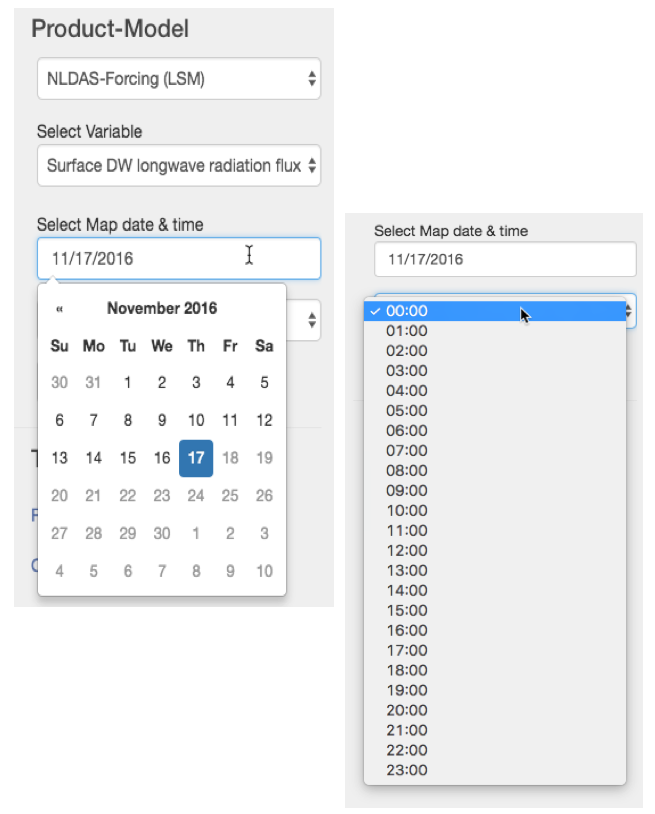 Product-Model
NLDAS-Forcing (LSM)
Select Variable
Surface DW longwave radiation flux
Select Map date & time
11/17/2016
« November 2016
Su Mo Tu We Th Fr Sa
30 31 1 2 3 4 5
6 7 8 9 10 11 12
13 14 15 16 17 18 19
20 21 22 23 24 25 26
27 28 29 30 1 2 3
4 5 6 7 8 9 10
Select Map date & time
11/17/2016
✓ 00:00
01:00
02:00
03:00
04:00
05:00
06:00
07:00
08:00
09:00
10:00
11:00
12:00
13:00
14:00
15:00
16:00
17:00
18:00
19:00
20:00
21:00
22:00
23:00